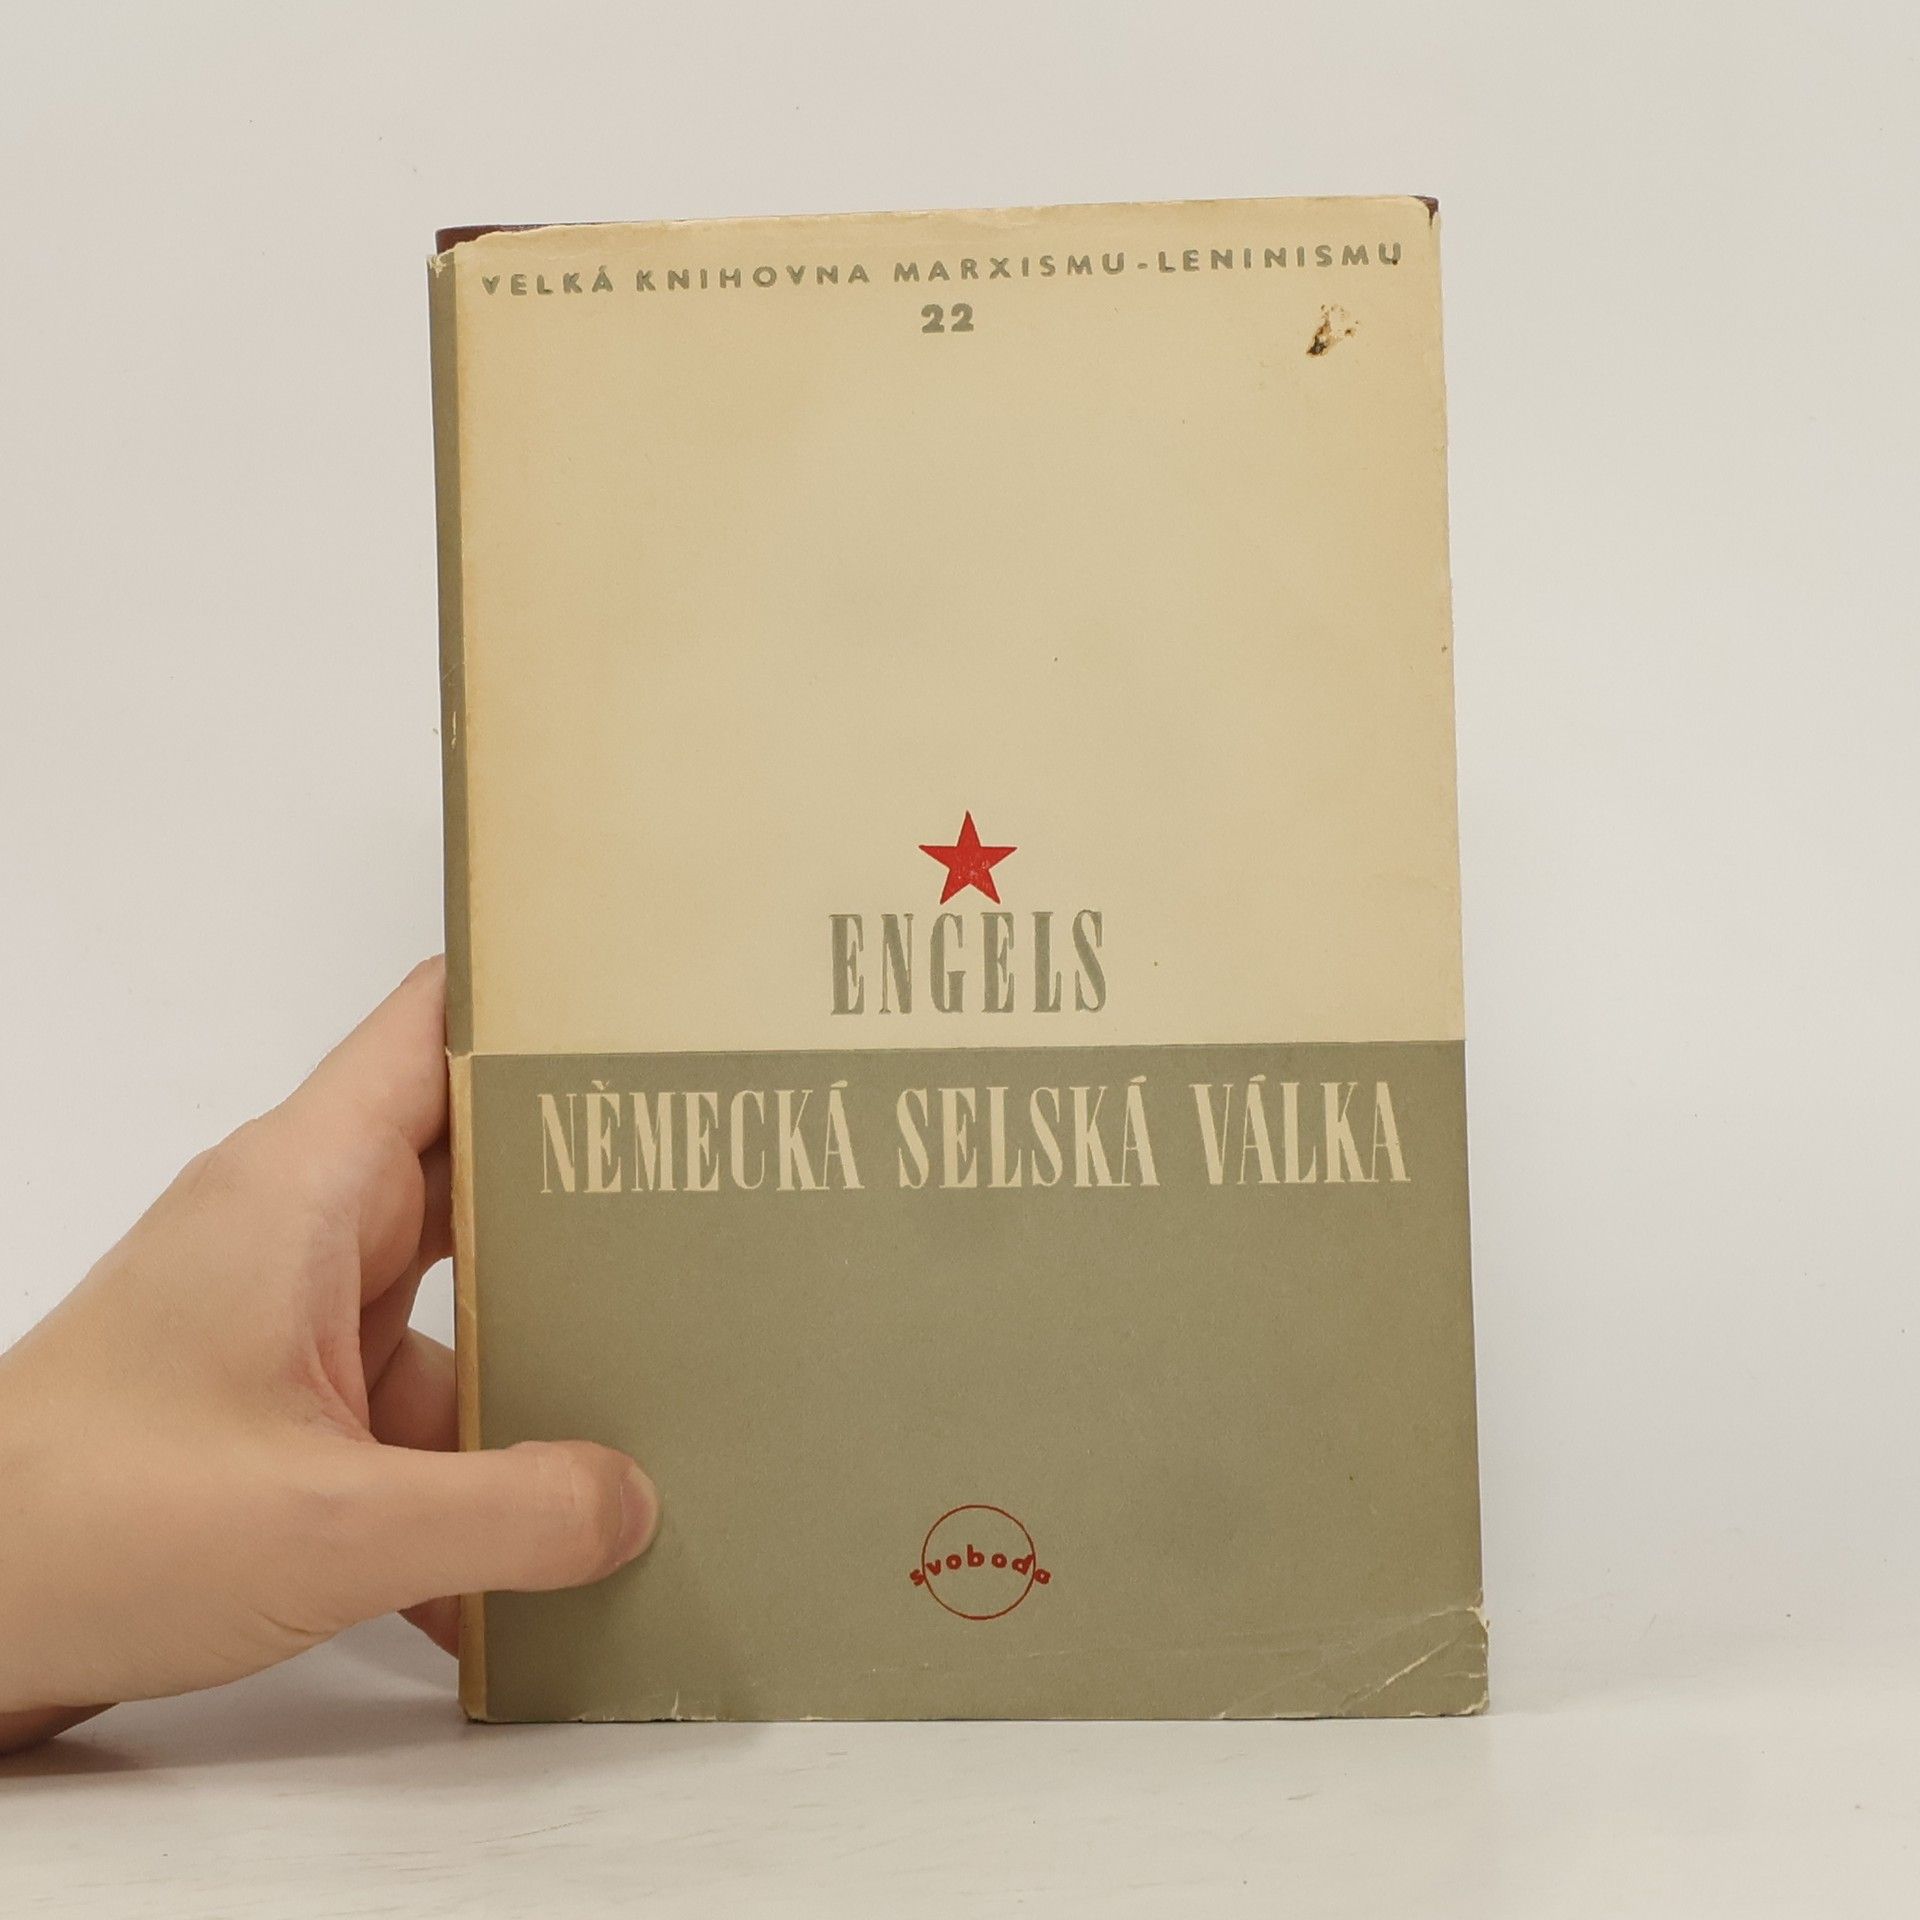 VELKÁ KNIHOVNA MARXISMU-LENINISMU
22
ENGELS
NĚMECKÁ SELSKÁ VÁLKA
svoboda